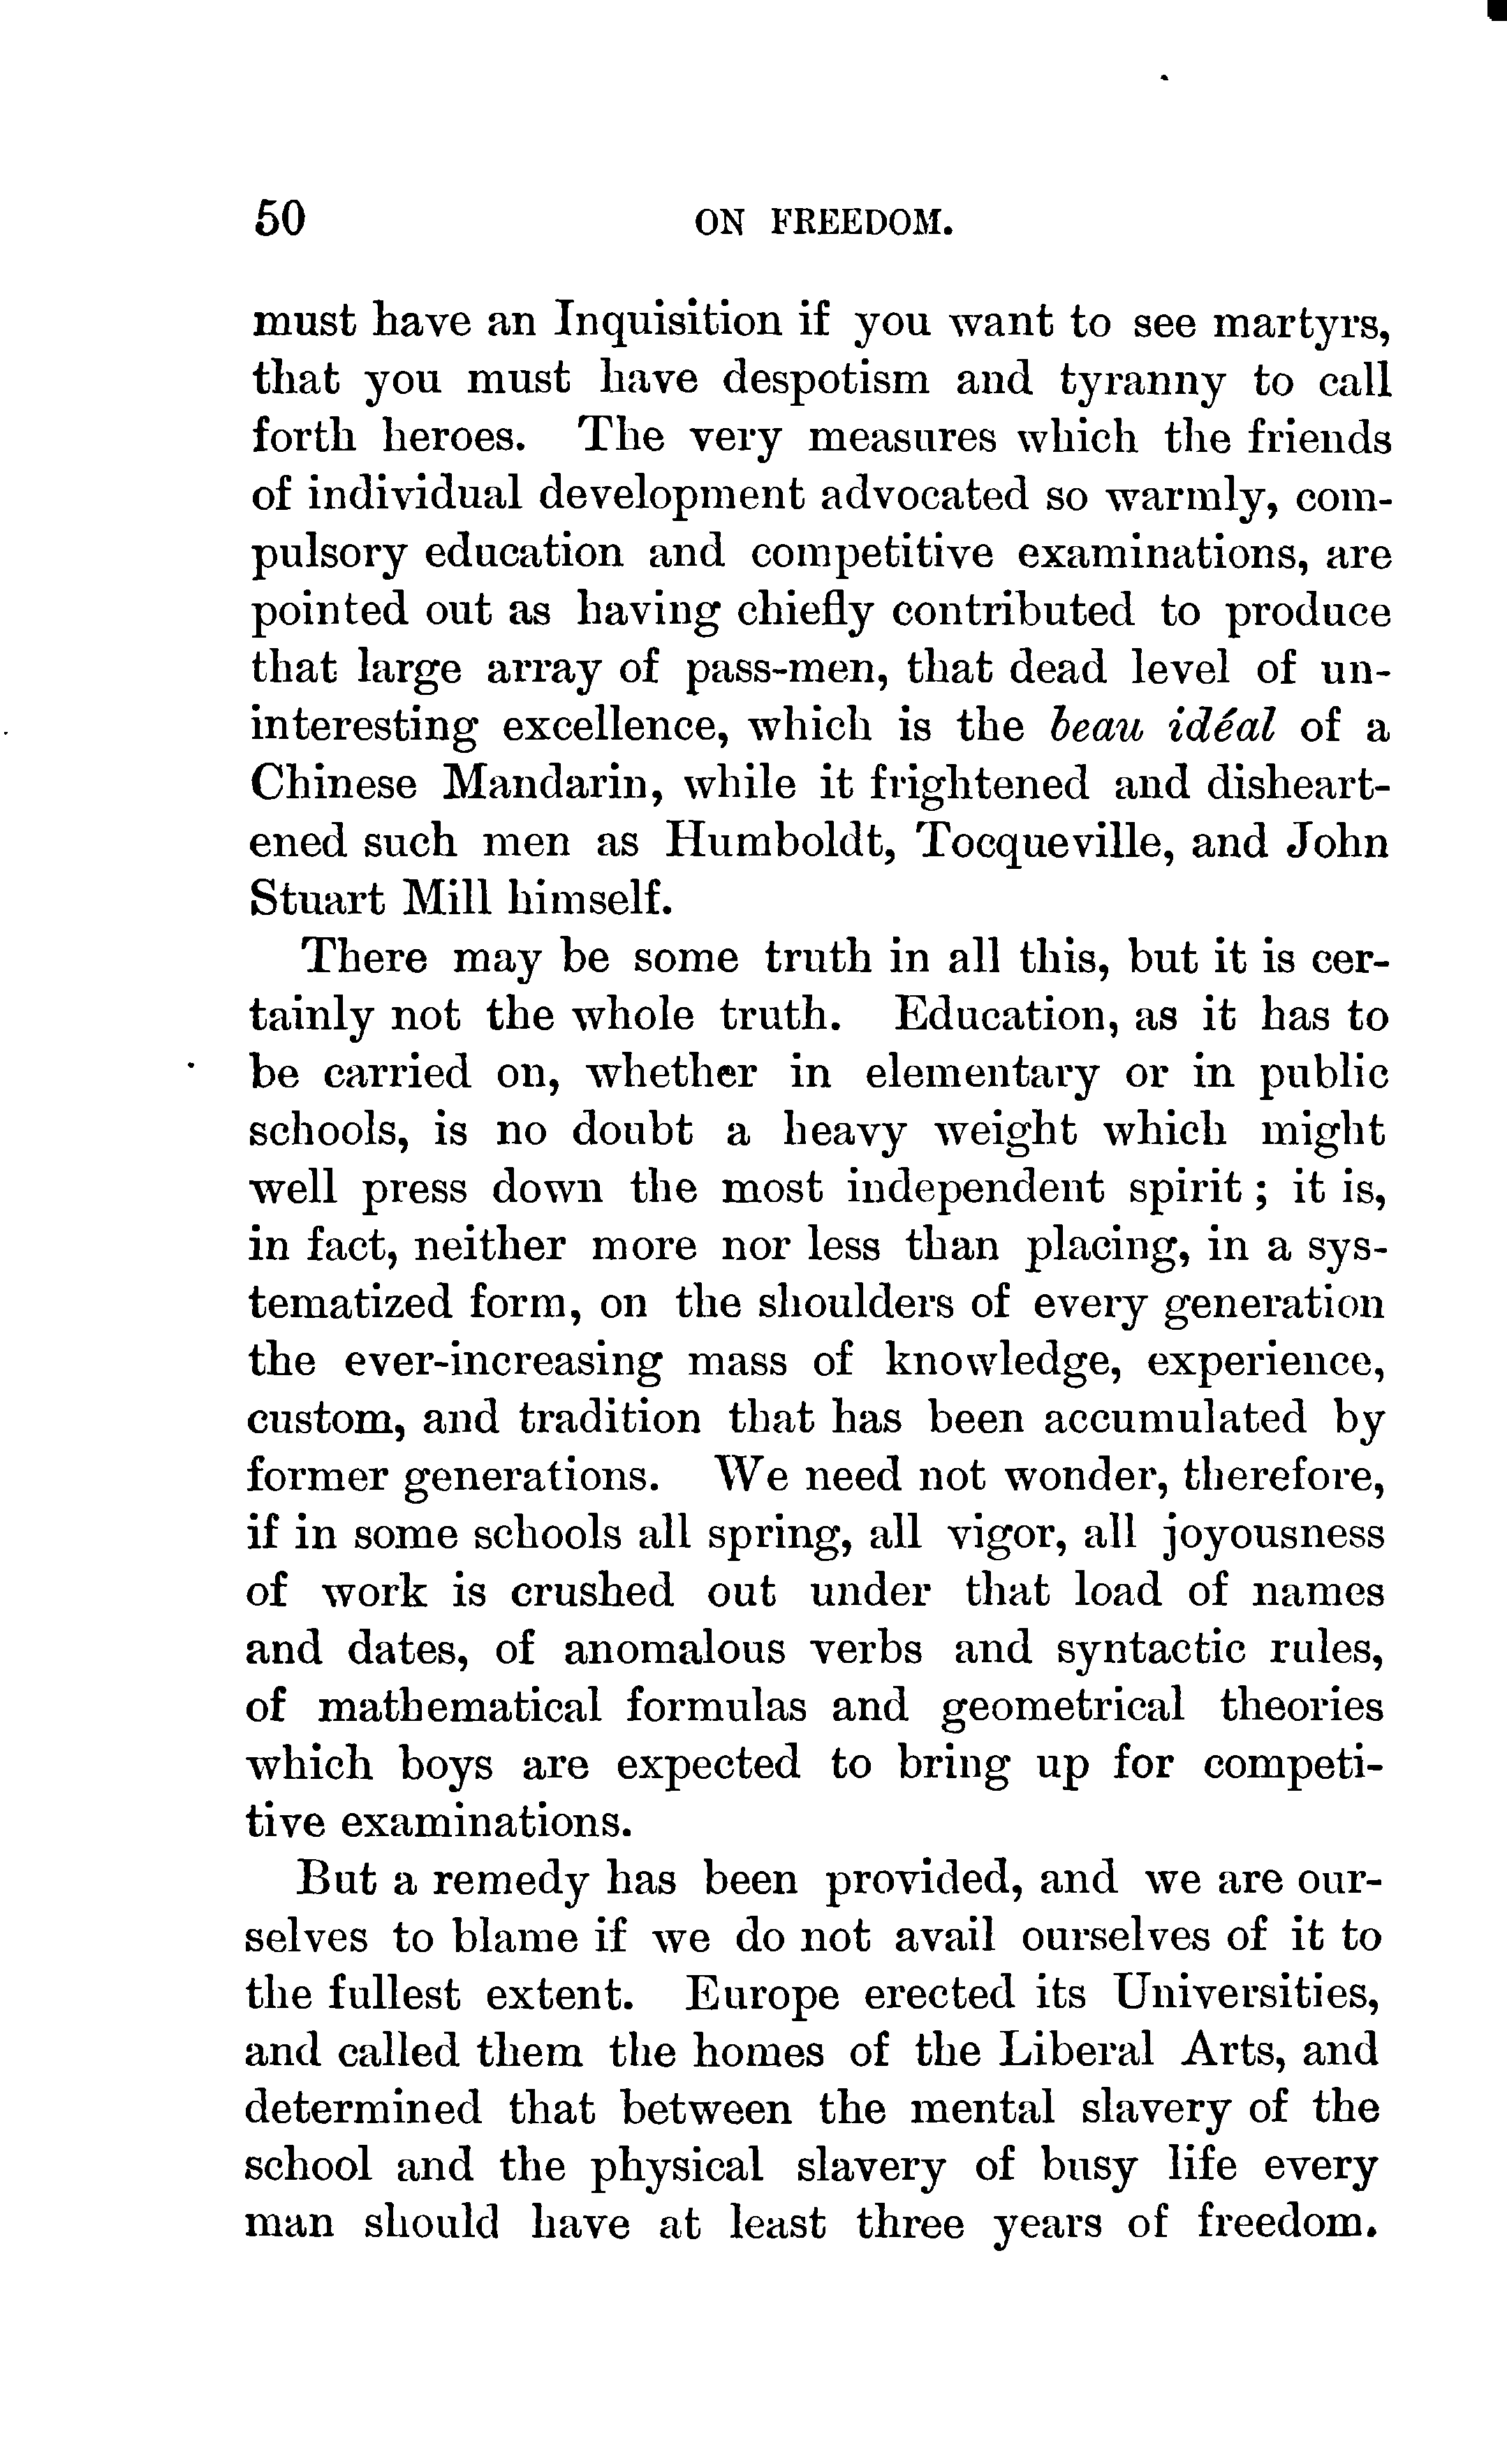 50 ON FREEDOM.
must have an Inquisition if you want to see martyrs,
that you must have despotism and tyranny to call
forth heroes. The very measures which the friends
of individual development advocated so warmly, com-
pulsory education and competitive examinations, are
pointed out as having chiefly contributed to produce
that large array of pass-men, that dead level of un-
interesting excellence, which is the beau idéal of a
Chinese Mandarin, while it frightened and disheart-
ened such men as Humboldt, Tocqueville, and John
Stuart Mill himself.
There may be some truth in all this, but it is cer-
tainly not the whole truth. Education, as it has to
be carried on, whether in elementary or in public
schools, is no doubt a heavy weight which might
well press down the most independent spirit; it is,
in fact, neither more nor less than placing, in a sys-
tematized form, on the shoulders of every generation
the ever-increasing mass of knowledge, experience,
custom, and tradition that has been accumulated by
former generations. We need not wonder, therefore,
if in some schools all spring, all vigor, all joyousness
of work is crushed out under that load of names
and dates, of anomalous verbs and syntactic rules,
of mathematical formulas and geometrical theories
which boys are expected to bring up for competi-
tive examinations.
But a remedy has been provided, and we are our-
selves to blame if we do not avail ourselves of it to
the fullest extent. Europe erected its Universities,
and called them the homes of the Liberal Arts, and
determined that between the mental slavery of the
school and the physical slavery of busy life every
man should have at least three years of freedom.